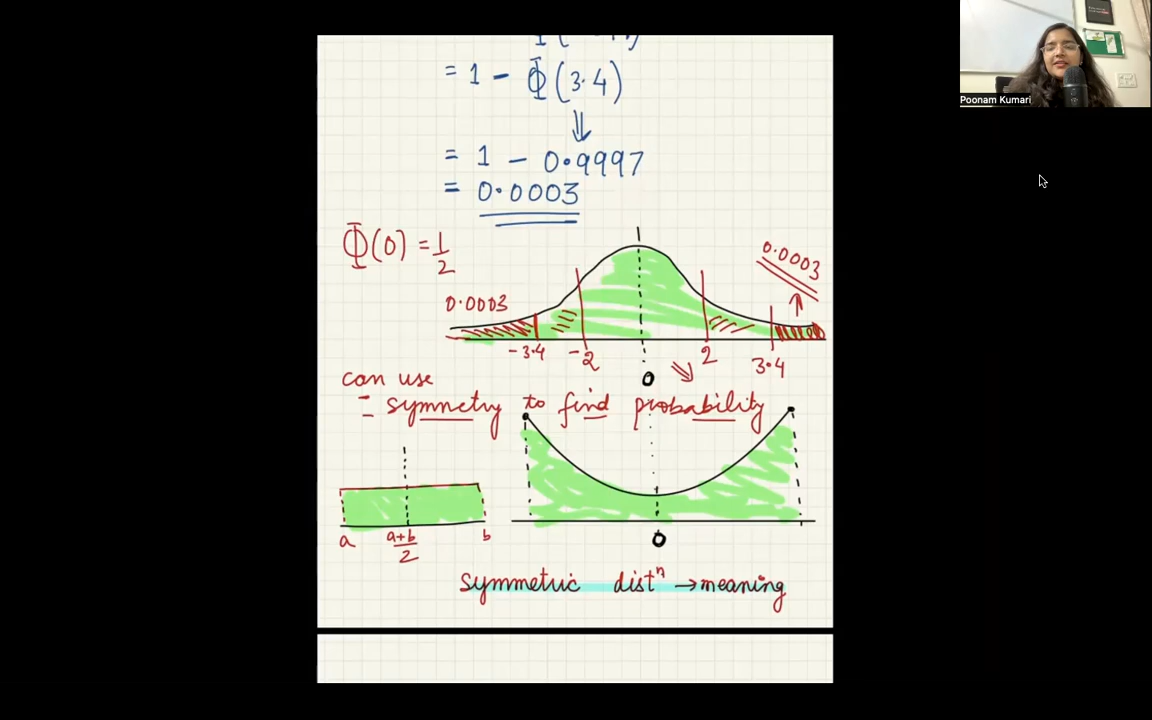 = 1 - Φ(3.4)
⇓
= 1 - 0.9997
= 0.0003
Φ(0) = 1/2
0.0003
0.0003
-3.4
-2
0
2
3.4
can use
= symmetry to find probability
a
a+b/2
b
0
symmetric distⁿ → meaning
Poonam Kumari